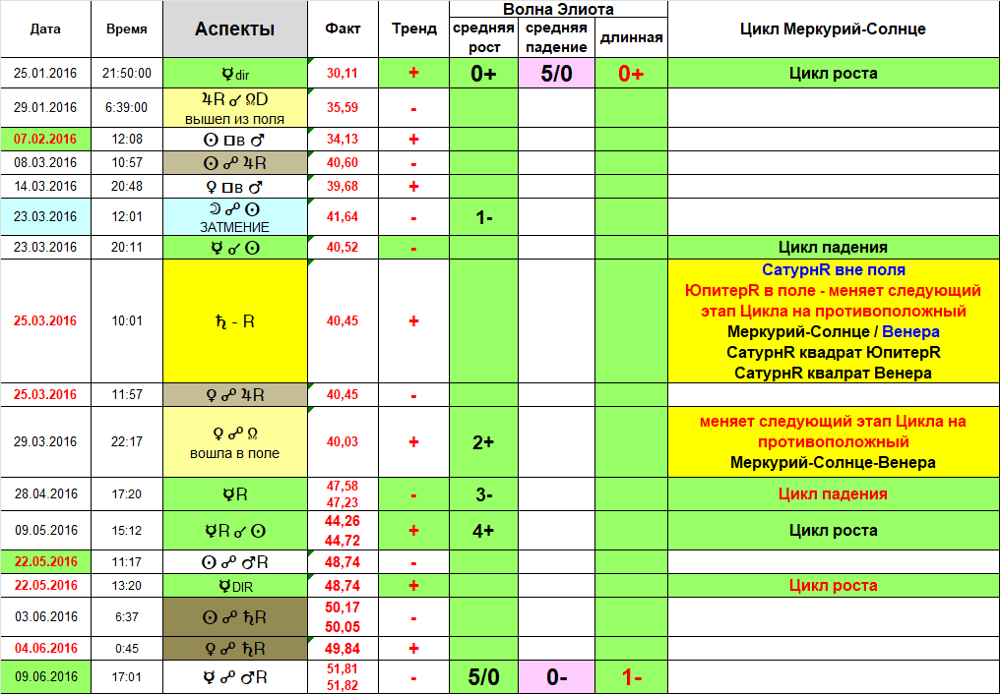 Дата Время Аспекты Факт Тренд Волна Элиота Цикл Меркурий-Солнце
средняя рост средняя падение длинная
25.01.2016 21:50:00 ☿dir 30,11 + 0+ 5/0 0+ Цикл роста
29.01.2016 6:39:00 ♃R ☌ ☊D 35,59 -
вышел из поля
07.02.2016 12:08 ☉ □в ♂ 34,13 +
08.03.2016 10:57 ☉ ☍ ♃R 40,60 -
14.03.2016 20:48 ♀ □в ♂ 39,68 +
23.03.2016 12:01 ☽ ☍ ☉ 41,64 - 1-
ЗАТМЕНИЕ
23.03.2016 20:11 ☿ ☌ ☉ 40,52 - Цикл падения
25.03.2016 10:01 ♄ - R 40,45 +
СатурнR вне поля
ЮпитерR в поле - меняет следующий
этап Цикла на противоположный
Меркурий-Солнце / Венера
СатурнR квадрат ЮпитерR
СатурнR квалрат Венера
25.03.2016 11:57 ♀ ☍ ♃R 40,45 -
29.03.2016 22:17 ♀ ☍ ☊ 40,03 + 2+
вошла в поле
меняет следующий этап Цикла на
противоположный
Меркурий-Солнце-Венера
28.04.2016 17:20 ☿R 47,58 - 3- Цикл падения
47,23
09.05.2016 15:12 ☿R ☌ ☉ 44,26 + 4+ Цикл роста
44,72
22.05.2016 11:17 ☉ ☍ ♂R 48,74 -
22.05.2016 13:20 ☿DIR 48,74 + Цикл роста
03.06.2016 6:37 ☉ ☍ ♄R 50,17 -
50,05
04.06.2016 0:45 ♀ ☍ ♄R 49,84 +
09.06.2016 17:01 ☿ ☍ ♂R 51,81 - 5/0 0- 1-
51,82